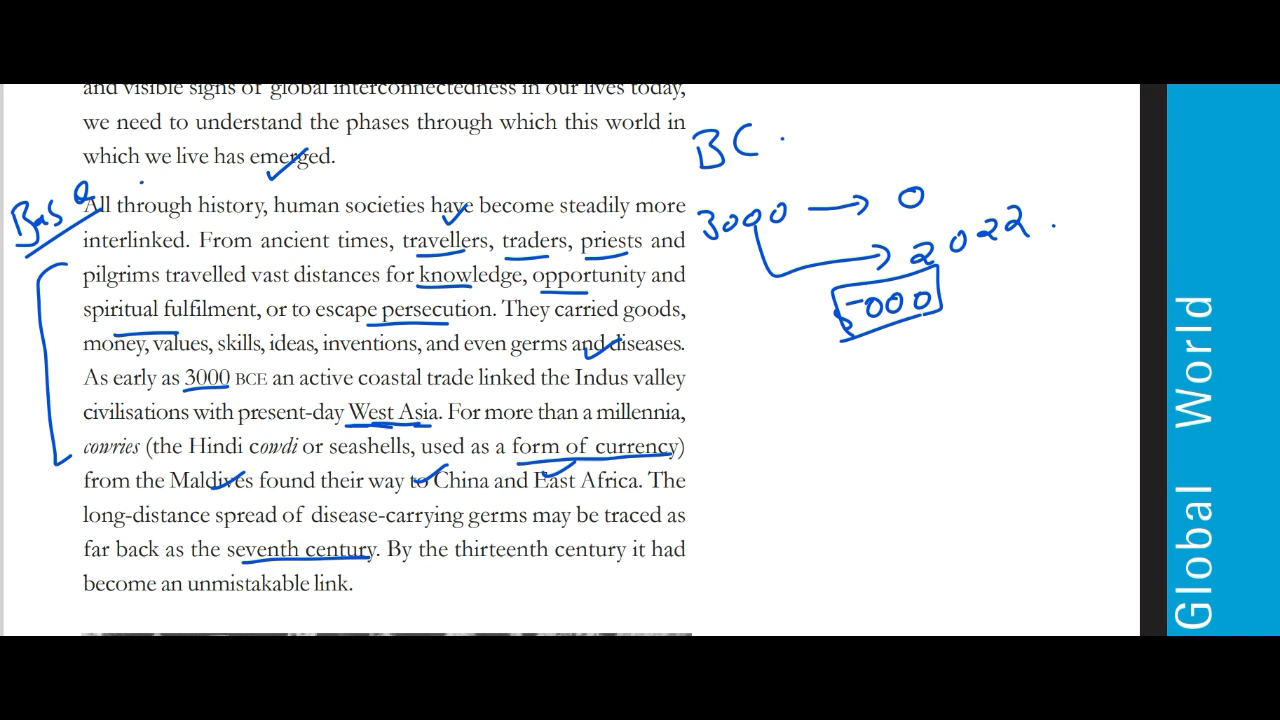 and visible signs of global interconnectedness in our lives today,
we need to understand the phases through which this world in
which we live has emerged.
All through history, human societies have become steadily more
interlinked. From ancient times, travellers, traders, priests and
pilgrims travelled vast distances for knowledge, opportunity and
spiritual fulfilment, or to escape persecution. They carried goods,
money, values, skills, ideas, inventions, and even germs and diseases.
As early as 3000 BCE an active coastal trade linked the Indus valley
civilisations with present-day West Asia. For more than a millennia,
cowries (the Hindi cowdi or seashells, used as a form of currency)
from the Maldives found their way to China and East Africa. The
long-distance spread of disease-carrying germs may be traced as
far back as the seventh century. By the thirteenth century it had
become an unmistakable link.
BC
3000 → 0
2022
000
Global World